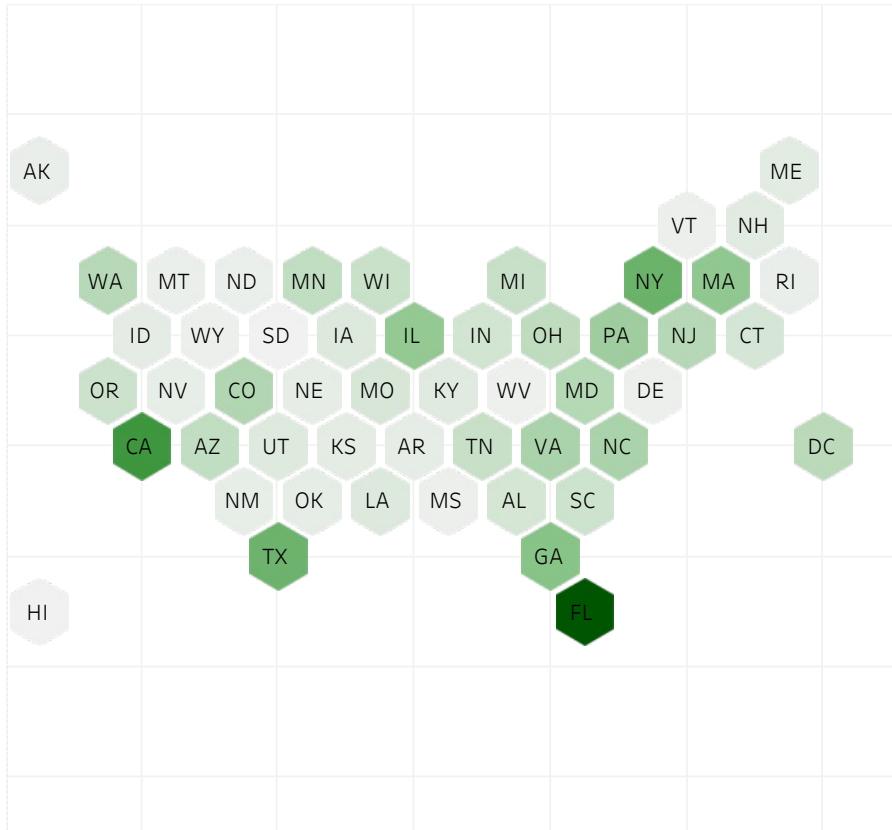 AK ME
VT NH
WA MT ND MN WI MI NY MA RI
ID WY SD IA IL IN OH PA NJ CT
OR NV CO NE MO KY WV MD DE
CA AZ UT KS AR TN VA NC DC
NM OK LA MS AL SC
TX GA
HI FL